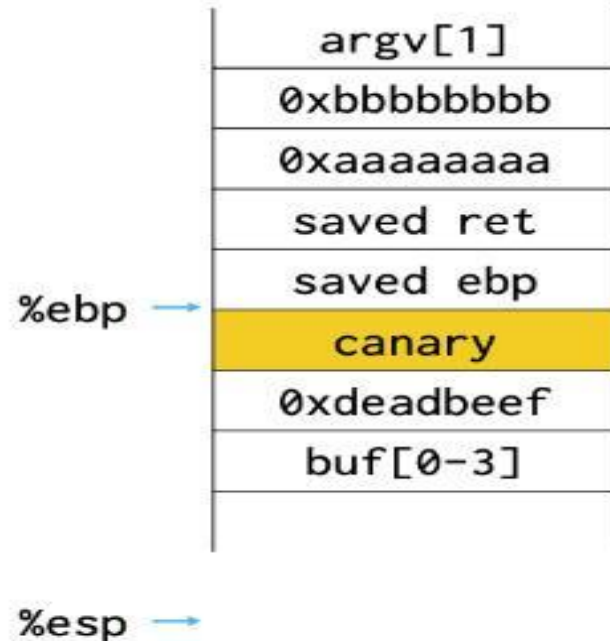 argv[1]
0xbbbbbbbb
0xaaaaaaaa
saved ret
saved ebp
%ebp
canary
0xdeadbeef
buf[0-3]
%esp